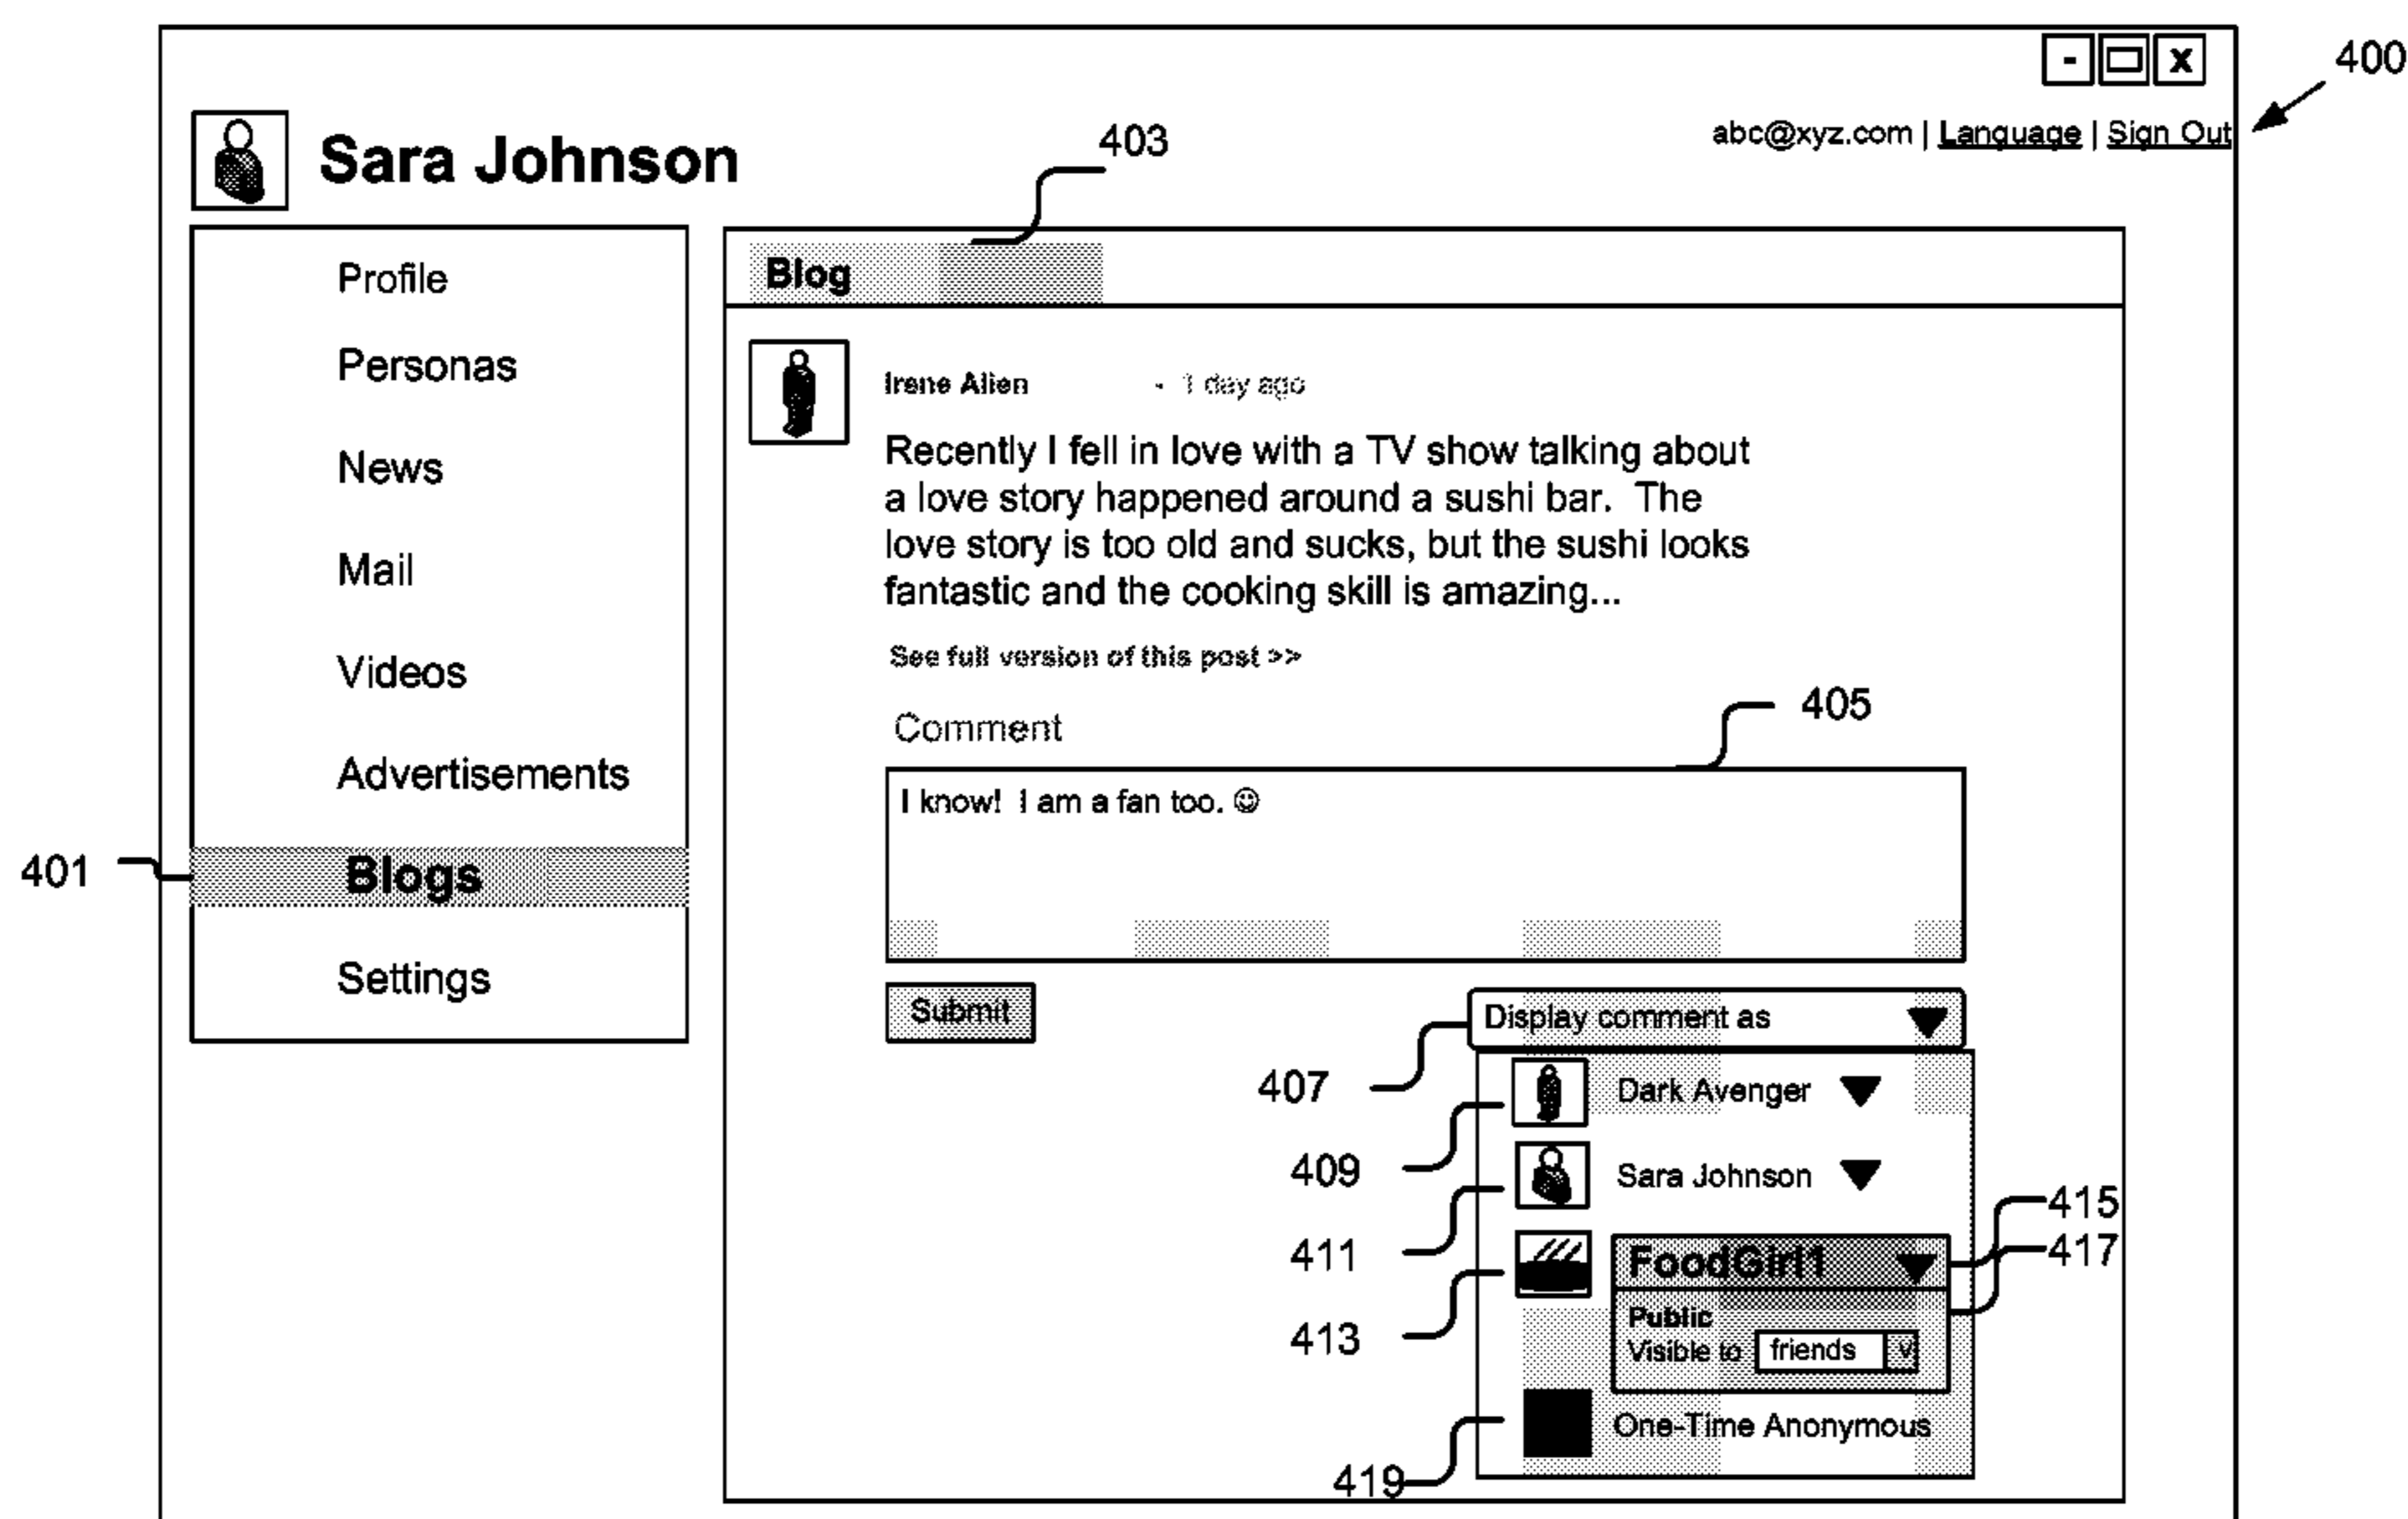 - X
400
abc@xyz.com | Language | Sign Out
Sara Johnson
403
Profile
Personas
News
Mail
Videos
Advertisements
401
Blogs
Settings
Blog
Irene Allen - 1 day ago
Recently I fell in love with a TV show talking about
a love story happened around a sushi bar. The
love story is too old and sucks, but the sushi looks
fantastic and the cooking skill is amazing...
See full version of this post >>
Comment
405
I know! I am a fan too. ☺
Submit
Display comment as
407
Dark Avenger
409
Sara Johnson
411
415
FoodGirl1
417
413
Public
Visible to friends v
One-Time Anonymous
419